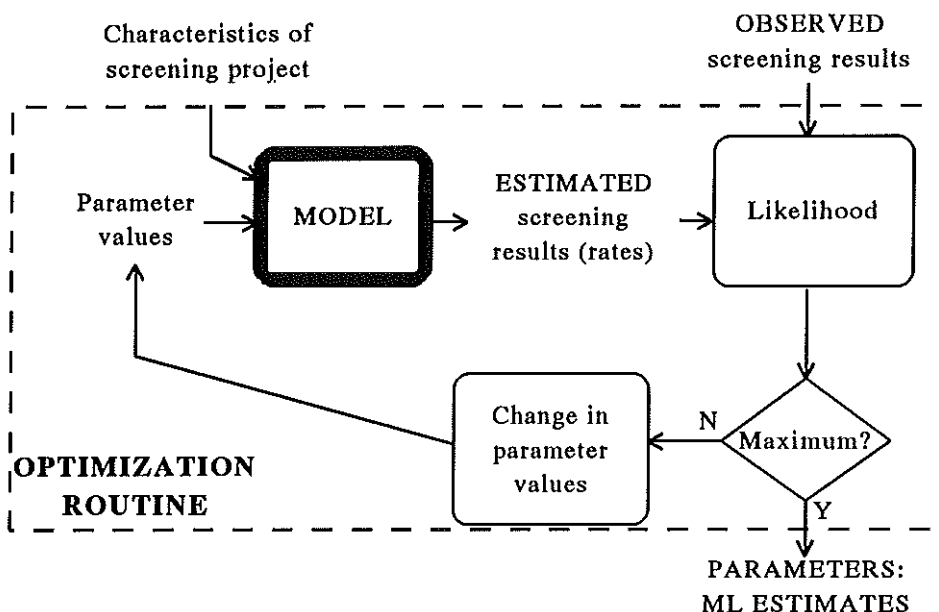 Characteristics of
screening project
OBSERVED
screening results
Parameter
values
MODEL
ESTIMATED
screening
results (rates)
Likelihood
Change in
parameter
values
N
Maximum?
Y
OPTIMIZATION
ROUTINE
PARAMETERS:
ML ESTIMATES